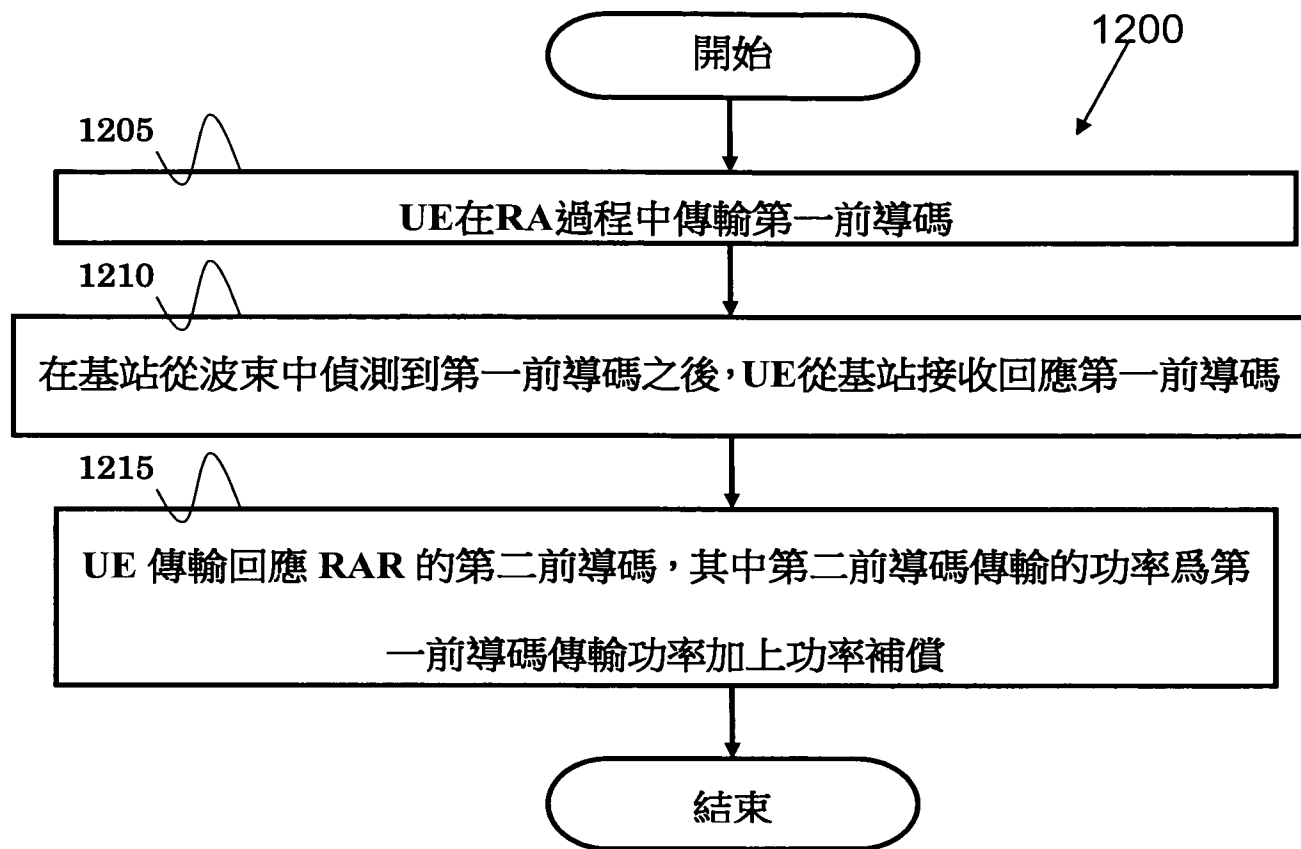 開始
1200
1205
UE在RA過程中傳輸第一前導碼
1210
在基站從波束中偵測到第一前導碼之後，UE從基站接收回應第一前導碼
1215
UE 傳輸回應 RAR 的第二前導碼，其中第二前導碼傳輸的功率爲第
一前導碼傳輸功率加上功率補償
結束